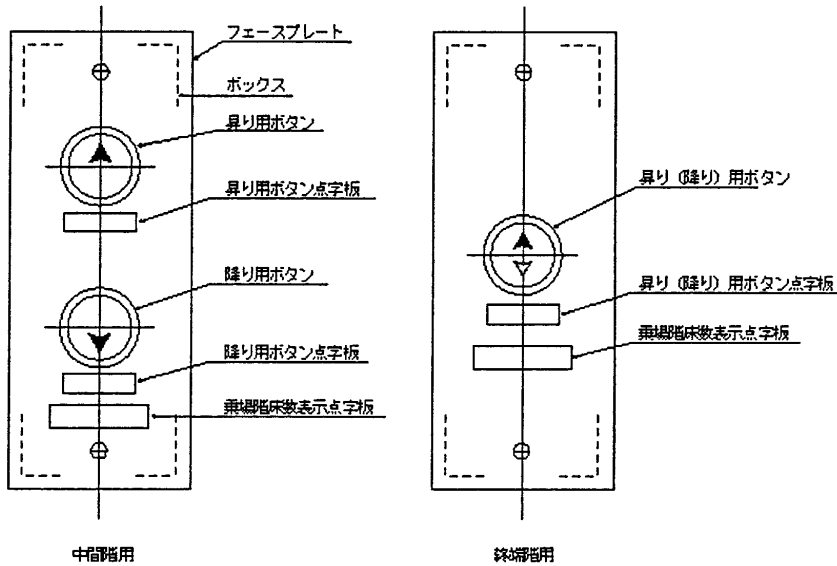 フェースプレート
ボックス
昇り用ボタン
昇り用ボタン点字板
降り用ボタン
降り用ボタン点字板
乗場階床数表示点字板
中間階用
昇り（降り）用ボタン
昇り（降り）用ボタン点字板
乗場階床数表示点字板
終端階用